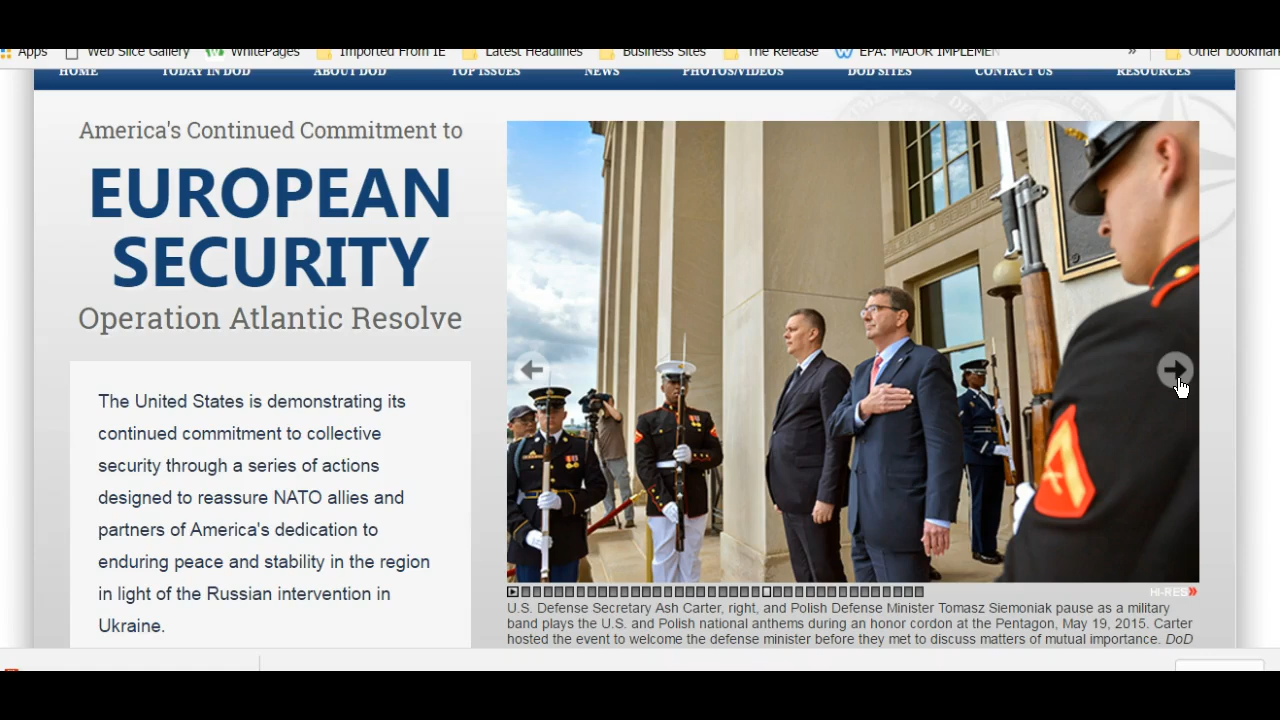 Apps Web Slice Gallery WhitePages Imported From IE Latest Headlines Business Sites The Release EPA: MAJOR IMPLEMEN » Other bookmar
HOME TODAY IN DOD ABOUT DOD TOP ISSUES NEWS PHOTOS/VIDEOS DOD SITES CONTACT US RESOURCES
America's Continued Commitment to
EUROPEAN
SECURITY
Operation Atlantic Resolve
The United States is demonstrating its
continued commitment to collective
security through a series of actions
designed to reassure NATO allies and
partners of America's dedication to
enduring peace and stability in the region
in light of the Russian intervention in
Ukraine.
HI-RES
U.S. Defense Secretary Ash Carter, right, and Polish Defense Minister Tomasz Siemoniak pause as a military
band plays the U.S. and Polish national anthems during an honor cordon at the Pentagon, May 19, 2015. Carter
hosted the event to welcome the defense minister before they met to discuss matters of mutual importance. DoD